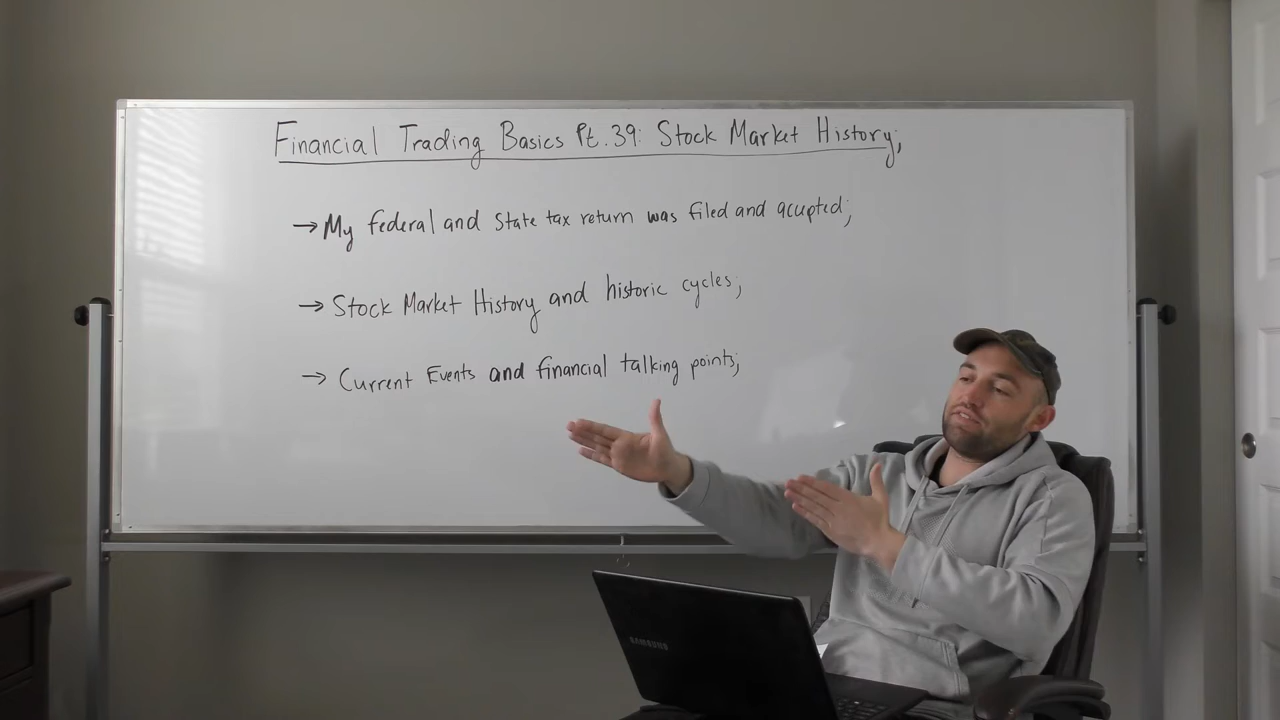 Financial Trading Basics Pt.39: Stock Market History;
→ My federal and State tax return was filed and acupted;
→ Stock Market History and historic cycles;
→ Current Events and financial talking points;
SAMSUNG